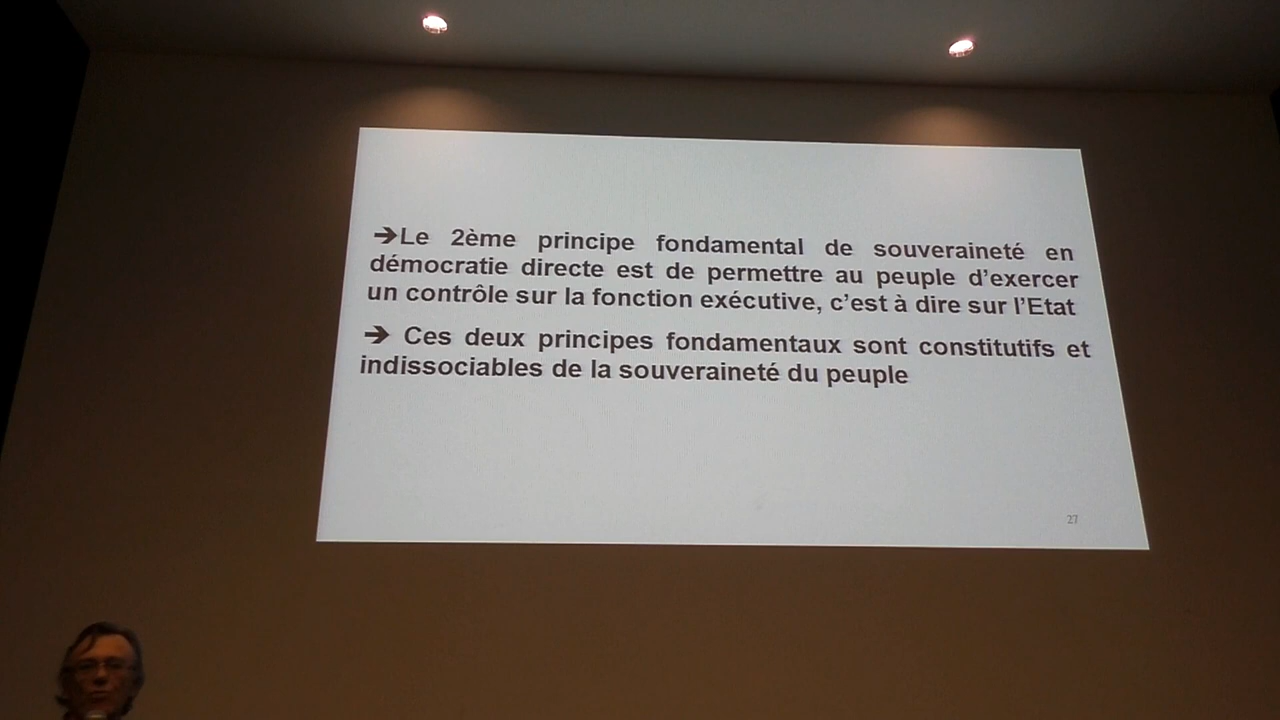 ➔Le 2ème principe fondamental de souveraineté en
démocratie directe est de permettre au peuple d'exercer
un contrôle sur la fonction exécutive, c'est à dire sur l'Etat
➔ Ces deux principes fondamentaux sont constitutifs et
indissociables de la souveraineté du peuple
27